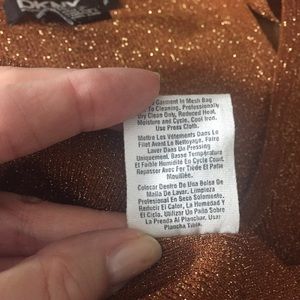 DKNY
Garment in Mesh Bag
To Cleaning. Professionally
Dry Clean Only, Reduced Heat,
Moisture and Cycle, Cool Iron.
Use Press Cloth.
Mettre Les Vêtements Dans Le
Filet Avant Le Nettoyage. Faire
Laver Dans Un Pressing
Uniquement. Basse Température
Et Faible Humidité En Cycle Court.
Repasser Avec Fer Tiède Et Patte
Mouillée.
Colocar Dentro De Una Bolsa De
Malla De Lavar. Limpieza
Profesional En Seco Solomente.
Reducir El Calor, La Humedad Y
El Ciclo. Utilizar Un Paño Sobre
La Prenda Al Planchar. Usar
Plancha Tibia.